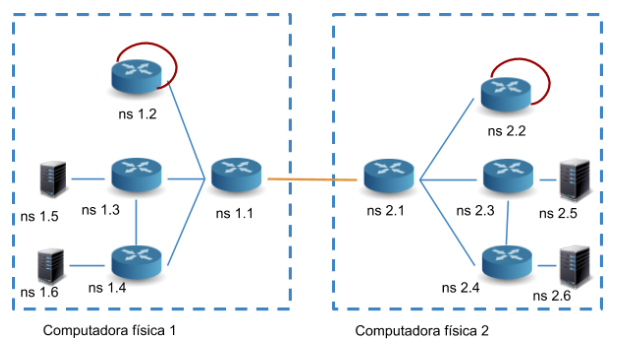 ns 1.2
ns 2.2
ns 1.5
ns 1.3
ns 1.1
ns 2.1
ns 2.3
ns 2.5
ns 1.6
ns 1.4
ns 2.4
ns 2.6
Computadora física 1
Computadora física 2